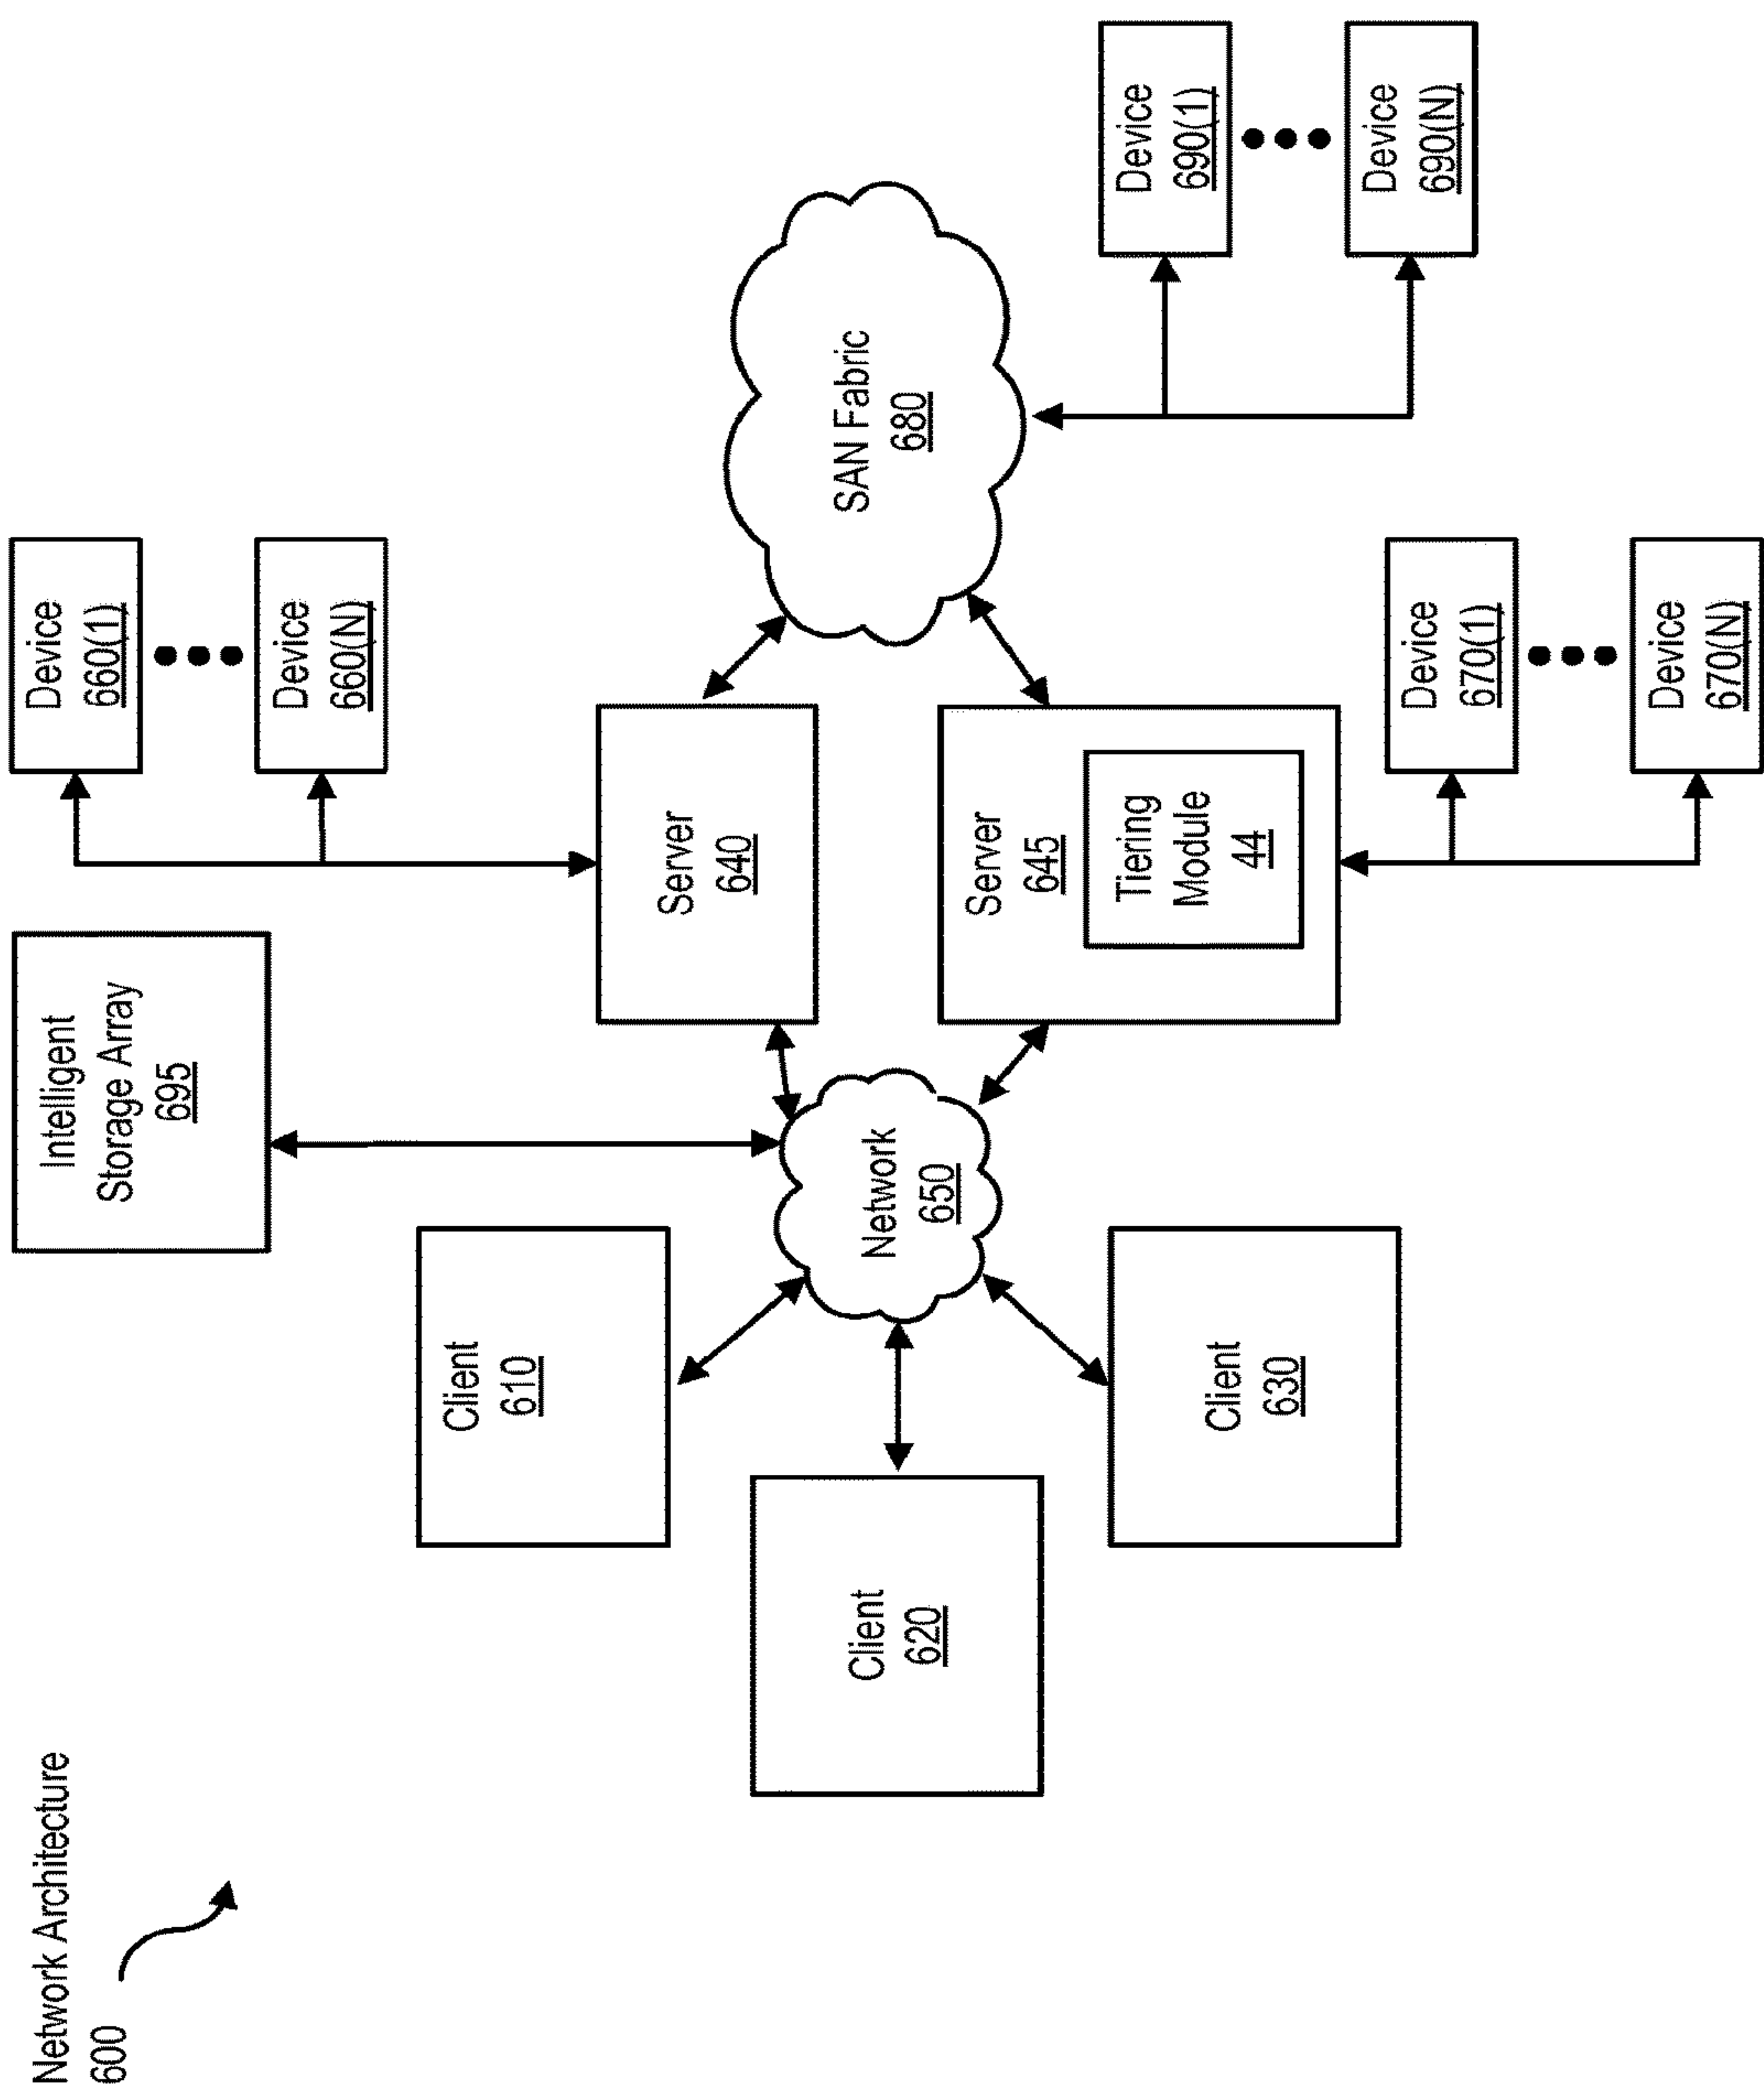 Network Architecture
600
Intelligent
Storage Array
695
Device
660(1)
Device
660(N)
Client
610
Server
640
Client
620
Network
650
SAN Fabric
680
Server
645
Tiering
Module
44
Device
690(1)
Device
690(N)
Client
630
Device
670(1)
Device
670(N)